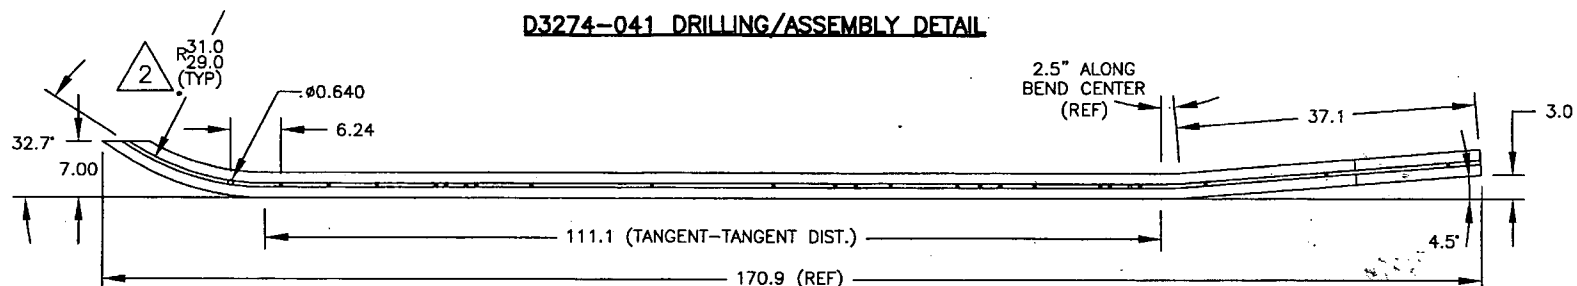 D3274-041 DRILLING/ASSEMBLY DETAIL
2
R31.0
29.0
(TYP)
ø0.640
2.5" ALONG
BEND CENTER
(REF)
37.1
3.0
6.24
32.7°
7.00
111.1 (TANGENT-TANGENT DIST.)
4.5°
170.9 (REF)